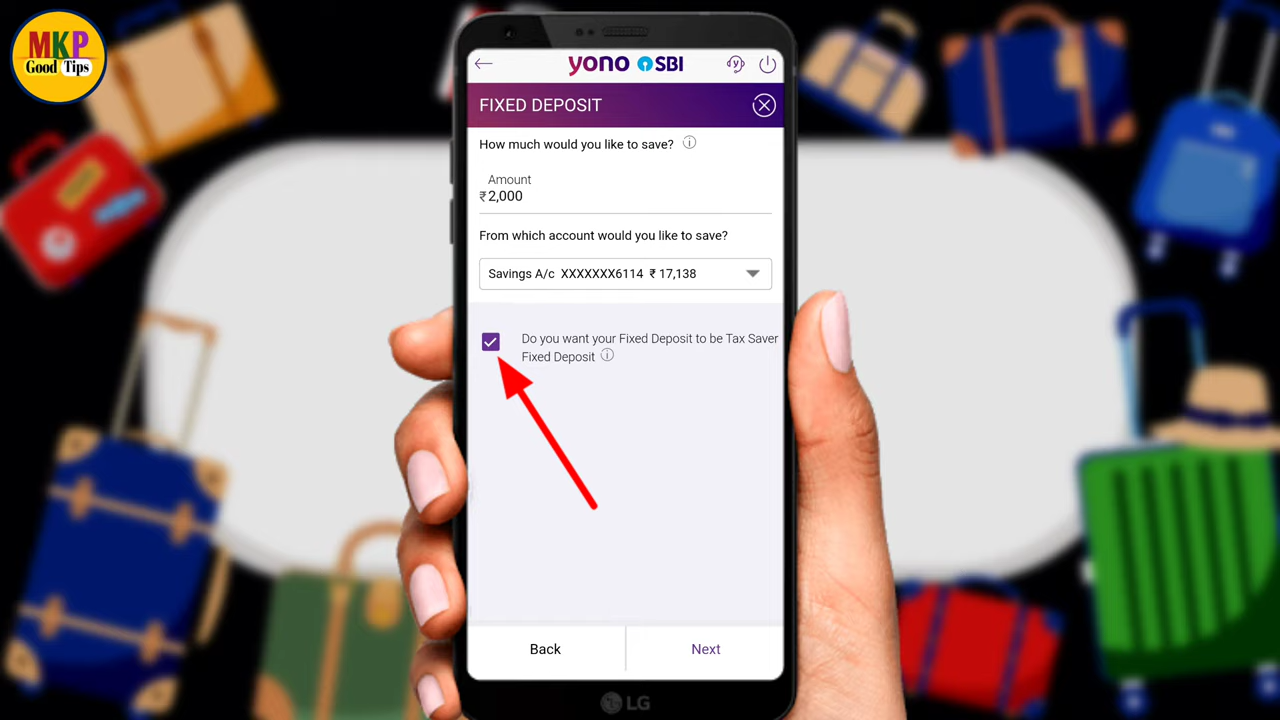 MKP
Good Tips
yono SBI
FIXED DEPOSIT
How much would you like to save?
Amount
₹2,000
From which account would you like to save?
Savings A/c XXXXXXX6114 ₹ 17,138
Do you want your Fixed Deposit to be Tax Saver
Fixed Deposit
Back
Next
LG